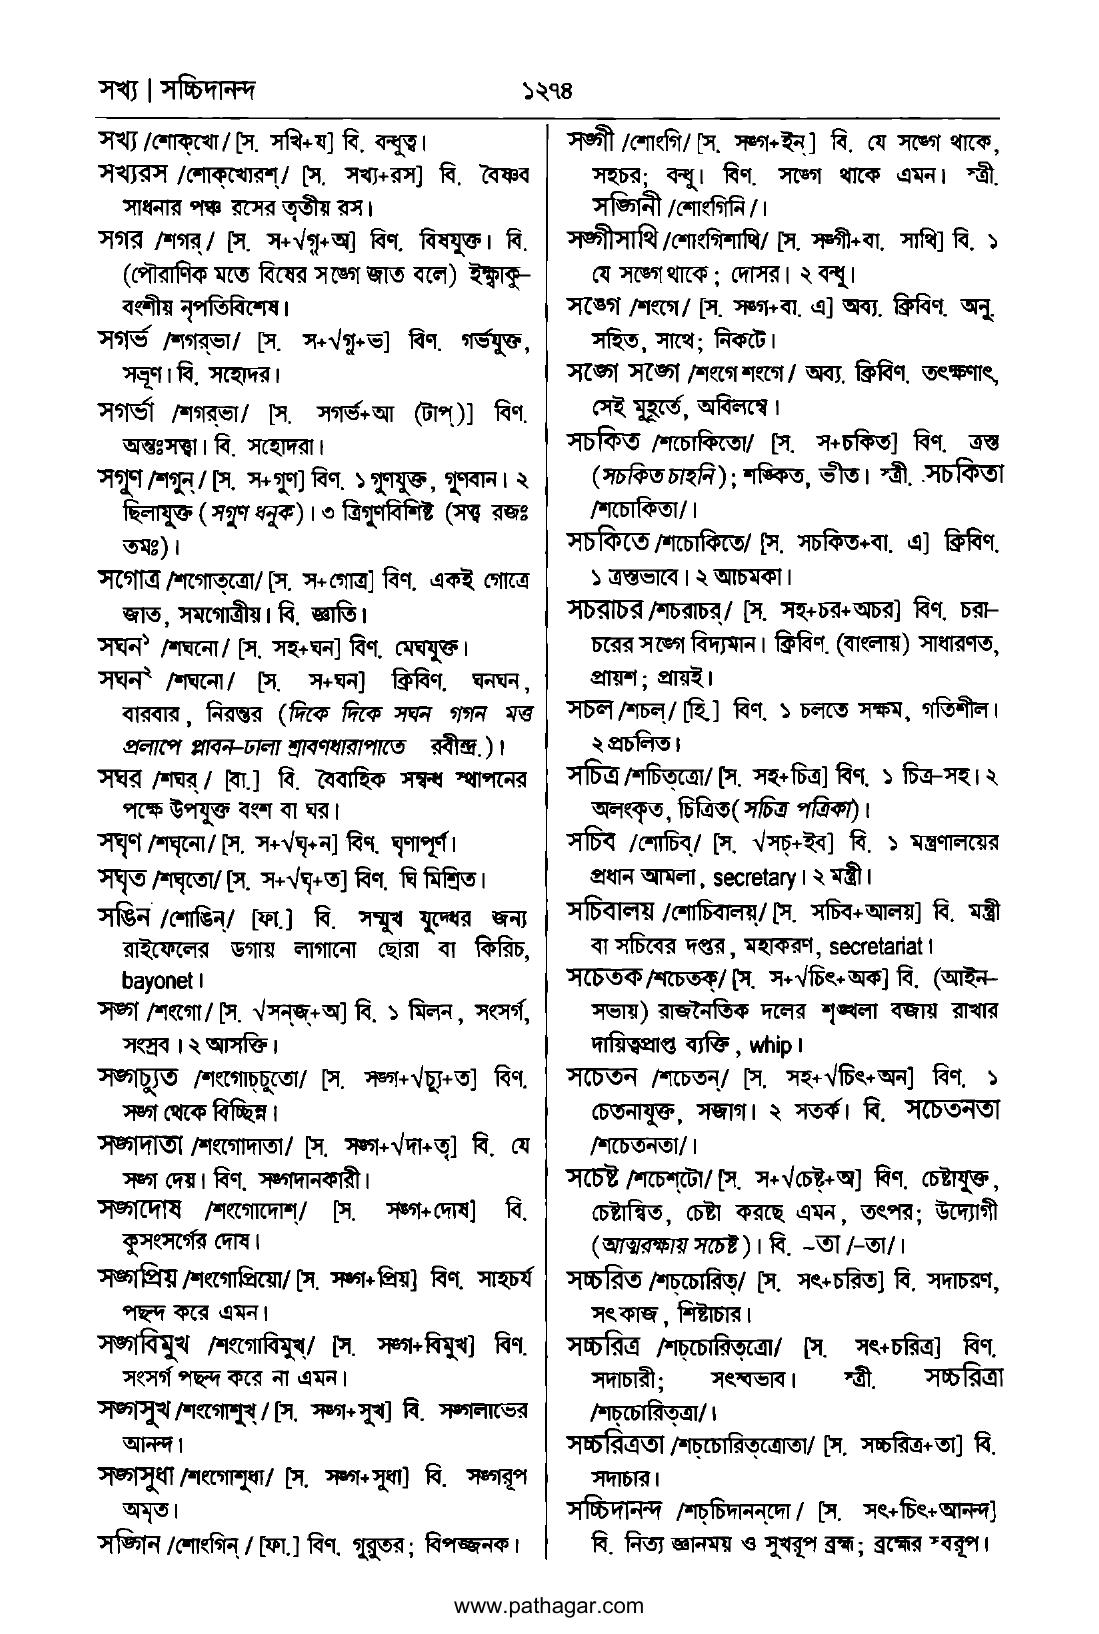 সখ্য | সচ্চিদানন্দ
১২৭৪
সখ্য /শোক্‌খো/ [স. সখি+য] বি. বন্ধুত্ব।
সখ্যরস /শোক্‌খোরশ্‌/ [স. সখ্য+রস] বি. বৈষ্ণব
সাধনার পঞ্চ রসের তৃতীয় রস।
সগর /শগর্‌/ [স. স+√গৃ+অ] বিণ. বিষযুক্ত। বি.
(পৌরাণিক মতে বিষের সঙ্গে জাত বলে) ইক্ষ্বাকু–
বংশীয় নৃপতিবিশেষ।
সগর্ভ /শগর্‌ভা/ [স. স+√গৃ+ভ] বিণ. গর্ভযুক্ত,
সভ্রূণ। বি. সহোদর।
সগর্ভা /শগর্‌ভা/ [স. সগর্ভ+আ (টাপ্‌)] বিণ.
অন্তঃসত্ত্বা। বি. সহোদরা।
সগুণ /শগুন্‌/ [স. স+গুণ] বিণ. ১ গুণযুক্ত, গুণবান। ২
ছিলাযুক্ত (সগুণ ধনুক)। ৩ ত্রিগুণবিশিষ্ট (সত্ত্ব রজঃ
তমঃ)।
সগোত্র /শগোত্‌ত্রো/ [স. স+গোত্র] বিণ. একই গোত্রে
জাত, সমগোত্রীয়। বি. জ্ঞাতি।
সঘন১ /শঘনো/ [স. সহ+ঘন] বিণ. মেঘযুক্ত।
সঘন২ /শঘনো/ [স. স+ঘন] ক্রিবিণ. ঘনঘন,
বারবার, নিরন্তর (দিকে দিকে সঘন গগন মত্ত
প্রলাপে প্লাবন–ঢালা শ্রাবণধারাপাতে রবীন্দ্র.)।
সঘর /শঘর্‌/ [বা.] বি. বৈবাহিক সম্বন্ধ স্থাপনের
পক্ষে উপযুক্ত বংশ বা ঘর।
সঘৃণ /শঘৃনো/ [স. স+√ঘৃ+ন] বিণ. ঘৃণাপূর্ণ।
সঘৃত /শঘৃতো/ [স. স+√ঘৃ+ত] বিণ. ঘি মিশ্রিত।
সঙিন /শোঙিন্‌/ [ফা.] বি. সম্মুখ যুদ্ধের জন্য
রাইফেলের ডগায় লাগানো ছোরা বা কিরিচ,
bayonet।
সঙ্গ /শংগো/ [স. √সন্‌জ্‌+অ] বি. ১ মিলন, সংসর্গ,
সংস্রব। ২ আসক্তি।
সঙ্গচ্যুত /শংগোচ্‌চুতো/ [স. সঙ্গ+√চ্যু+ত] বিণ.
সঙ্গ থেকে বিচ্ছিন্ন।
সঙ্গদাতা /শংগোদাতা/ [স. সঙ্গ+√দা+তৃ] বি. যে
সঙ্গ দেয়। বিণ. সঙ্গদানকারী।
সঙ্গদোষ /শংগোদোশ্‌/ [স. সঙ্গ+দোষ] বি.
কুসংসর্গের দোষ।
সঙ্গপ্রিয় /শংগোপ্রিয়ো/ [স. সঙ্গ+প্রিয়] বিণ. সাহচর্য
পছন্দ করে এমন।
সঙ্গবিমুখ /শংগোবিমুখ্‌/ [স. সঙ্গ+বিমুখ] বিণ.
সংসর্গ পছন্দ করে না এমন।
সঙ্গসুখ /শংগোশুখ্‌/ [স. সঙ্গ+সুখ] বি. সঙ্গলাভের
আনন্দ।
সঙ্গসুধা /শংগোশুধা/ [স. সঙ্গ+সুধা] বি. সঙ্গরূপ
অমৃত।
সঙ্গিন /শোংগিন্‌/ [ফা.] বিণ. গুরুতর; বিপজ্জনক।
সঙ্গী /শোংগি/ [স. সঙ্গ+ইন্‌] বি. যে সঙ্গে থাকে,
সহচর; বন্ধু। বিণ. সঙ্গে থাকে এমন। স্ত্রী.
সঙ্গিনী /শোংগিনি/।
সঙ্গীসাথি /শোংগিশাথি/ [স. সঙ্গী+বা. সাথি] বি. ১
যে সঙ্গে থাকে; দোসর। ২ বন্ধু।
সঙ্গে /শংগে/ [স. সঙ্গ+বা. এ] অব্য. ক্রিবিণ. অনু.
সহিত, সাথে; নিকটে।
সঙ্গে সঙ্গে /শংগে শংগে/ অব্য. ক্রিবিণ. তৎক্ষণাৎ,
সেই মুহূর্তে, অবিলম্বে।
সচকিত /শচোকিতো/ [স. স+চকিত] বিণ. ত্রস্ত
(সচকিত চাহনি); শঙ্কিত, ভীত। স্ত্রী. সচকিতা
/শচোকিতা/।
সচকিতে /শচোকিতে/ [স. সচকিত+বা. এ] ক্রিবিণ.
১ ত্রস্তভাবে। ২ আচমকা।
সচরাচর /শচরাচর্‌/ [স. সহ+চর+অচর] বিণ. চরা–
চরের সঙ্গে বিদ্যমান। ক্রিবিণ. (বাংলায়) সাধারণত,
প্রায়শ; প্রায়ই।
সচল /শচল্‌/ [হি.] বিণ. ১ চলতে সক্ষম, গতিশীল।
২ প্রচলিত।
সচিত্র /শচিত্‌ত্রো/ [স. সহ+চিত্র] বিণ. ১ চিত্র–সহ। ২
অলংকৃত, চিত্রিত (সচিত্র পত্রিকা)।
সচিব /শোচিব্‌/ [স. √সচ্‌+ইব] বি. ১ মন্ত্রণালয়ের
প্রধান আমলা, secretary। ২ মন্ত্রী।
সচিবালয় /শোচিবালয়্‌/ [স. সচিব+আলয়] বি. মন্ত্রী
বা সচিবের দপ্তর, মহাকরণ, secretariat।
সচেতক /শচেতক্‌/ [স. স+√চিৎ+অক] বি. (আইন–
সভায়) রাজনৈতিক দলের শৃঙ্খলা বজায় রাখার
দায়িত্বপ্রাপ্ত ব্যক্তি, whip।
সচেতন /শচেতন্‌/ [স. সহ+√চিৎ+অন] বিণ. ১
চেতনাযুক্ত, সজাগ। ২ সতর্ক। বি. সচেতনতা
/শচেতনতা/।
সচেষ্ট /শচেশ্‌টো/ [স. স+√চেষ্ট্‌+অ] বিণ. চেষ্টাযুক্ত,
চেষ্টান্বিত, চেষ্টা করছে এমন, তৎপর; উদ্যোগী
(আত্মরক্ষায় সচেষ্ট)। বি. –তা /–তা/।
সচ্চরিত /শচ্‌চোরিত্‌/ [স. সৎ+চরিত] বি. সদাচরণ,
সৎ কাজ, শিষ্টাচার।
সচ্চরিত্র /শচ্‌চোরিত্‌ত্রো/ [স. সৎ+চরিত্র] বিণ.
সদাচারী; সৎস্বভাব। স্ত্রী. সচ্চরিত্রা
/শচ্‌চোরিত্‌ত্রা/।
সচ্চরিত্রতা /শচ্‌চোরিত্‌ত্রোতা/ [স. সচ্চরিত্র+তা] বি.
সদাচার।
সচ্চিদানন্দ /শচ্‌চিদানন্‌দো/ [স. সৎ+চিৎ+আনন্দ]
বি. নিত্য জ্ঞানময় ও সুখরূপ ব্রহ্ম; ব্রহ্মের স্বরূপ।
www.pathagar.com